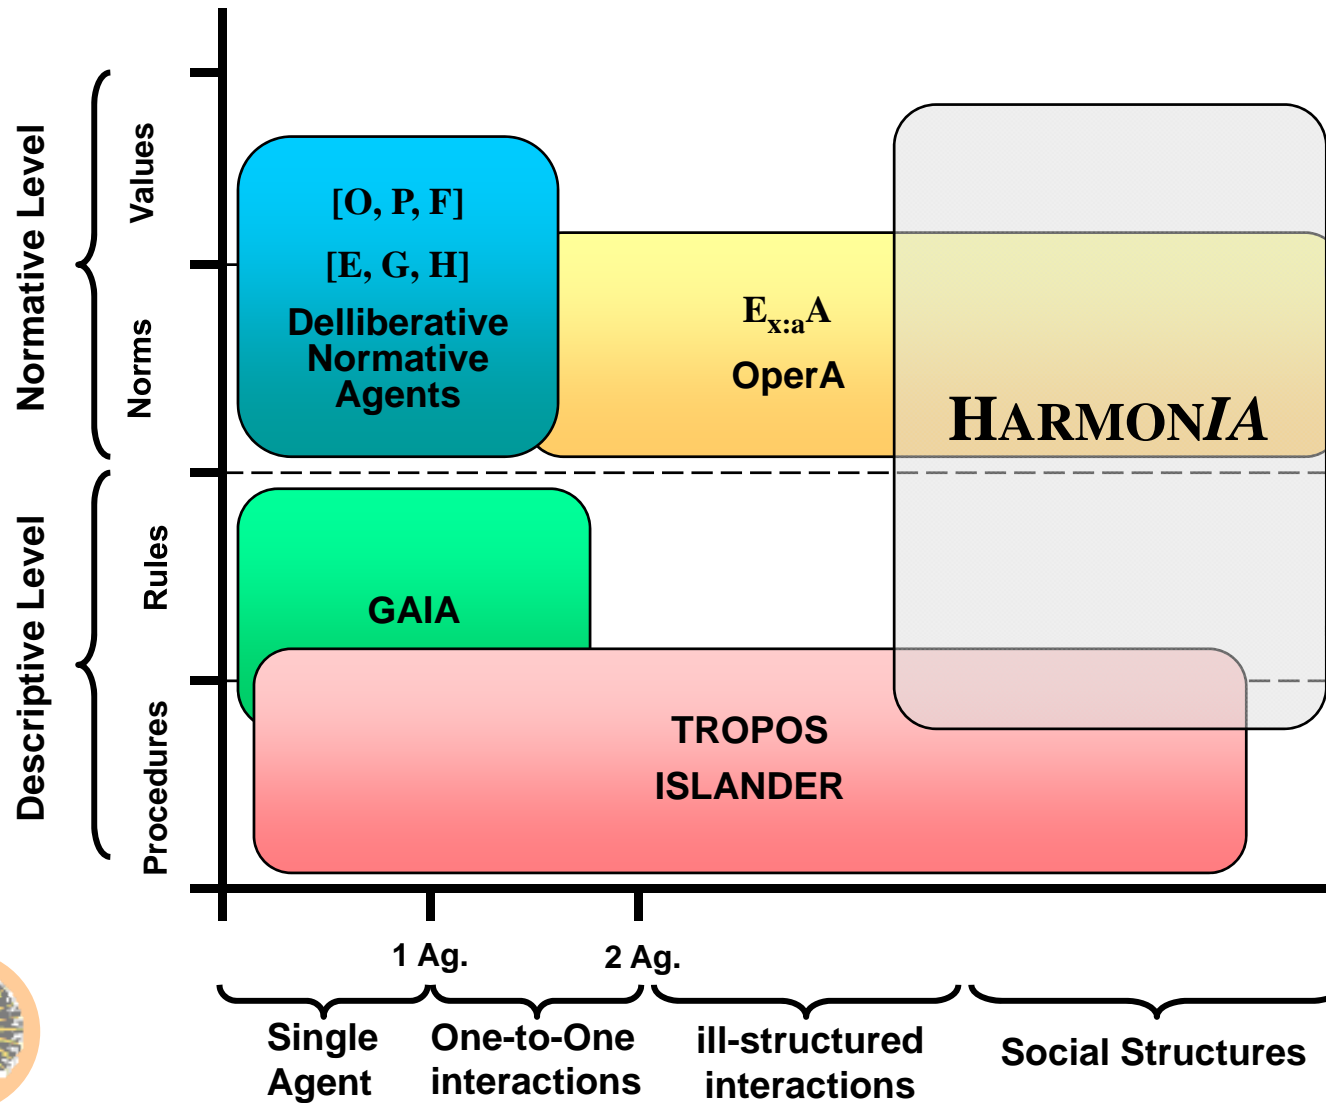 Normative Level
Values
Norms
Descriptive Level
Rules
Procedures
[O, P, F]
[E, G, H]
Delliberative
Normative
Agents
Ex:aA
OperA
HARMONIA
GAIA
TROPOS
ISLANDER
1 Ag.
2 Ag.
Single
Agent
One-to-One
interactions
ill-structured
interactions
Social Structures